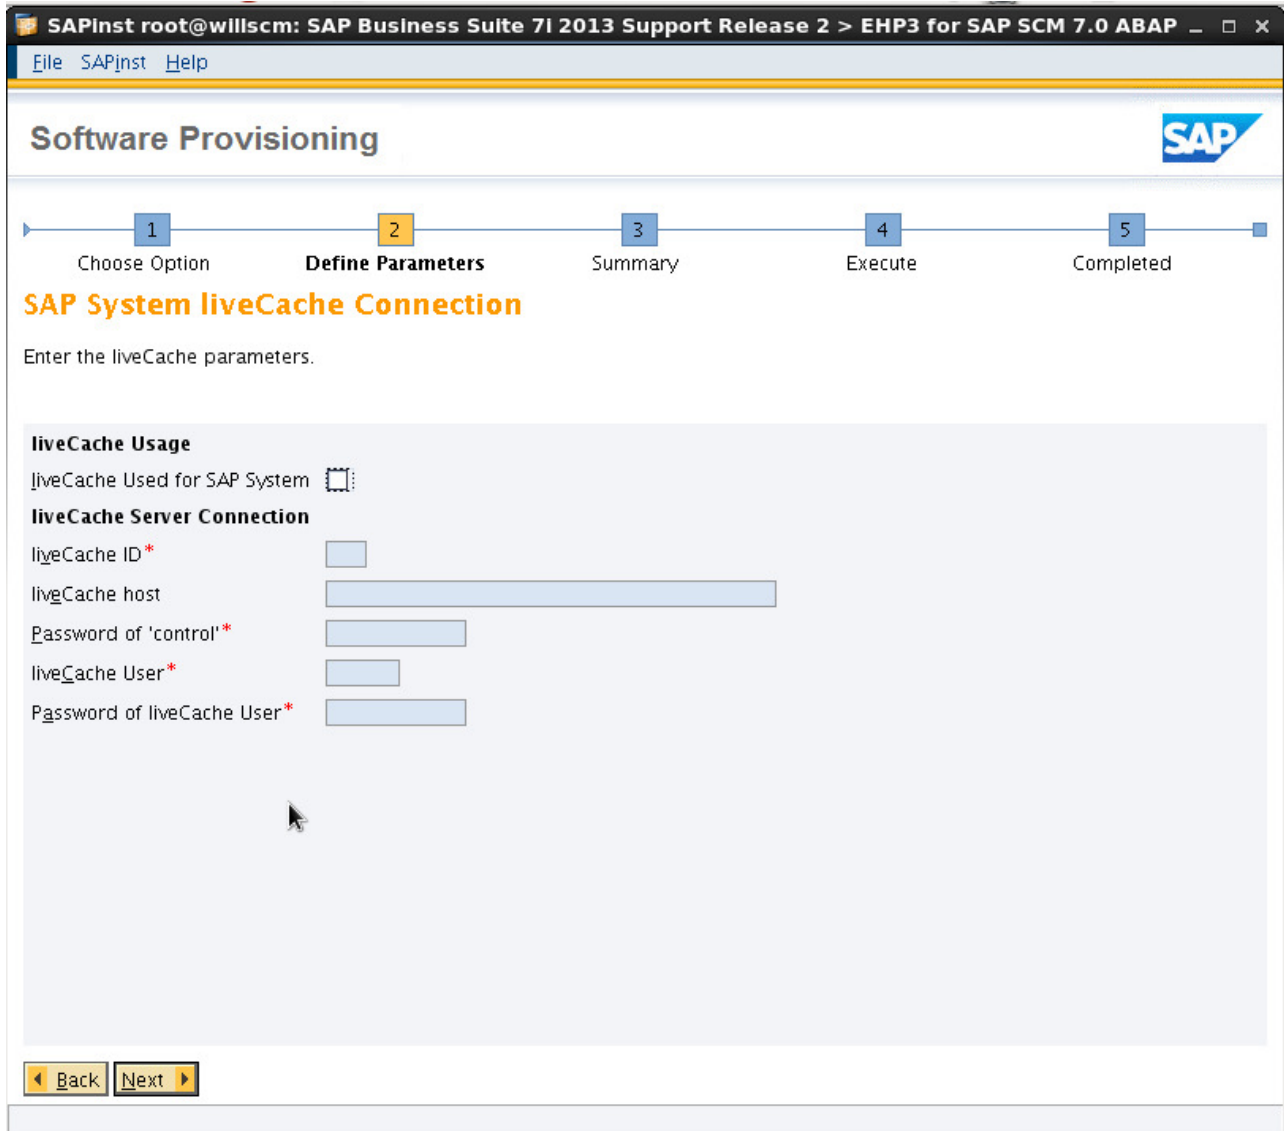 SAPinst root@willscm: SAP Business Suite 7i 2013 Support Release 2 > EHP3 for SAP SCM 7.0 ABAP
File SAPinst Help
Software Provisioning
SAP
1 2 3 4 5
Choose Option Define Parameters Summary Execute Completed
SAP System liveCache Connection
Enter the liveCache parameters.
liveCache Usage
liveCache Used for SAP System
liveCache Server Connection
liveCache ID*
liveCache host
Password of 'control'*
liveCache User*
Password of liveCache User*
Back Next